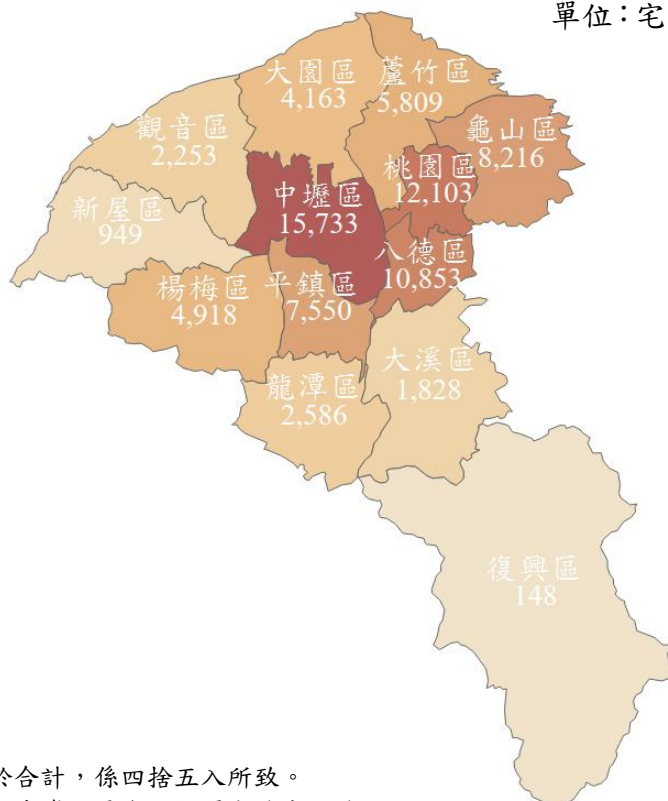 單位：宅
大園區
4,163
蘆竹區
5,809
觀音區
2,253
龜山區
8,216
桃園區
12,103
中壢區
15,733
新屋區
949
八德區
10,853
楊梅區
4,918
平鎮區
7,550
大溪區
1,828
龍潭區
2,586
復興區
148
於合計，係四捨五入所致。